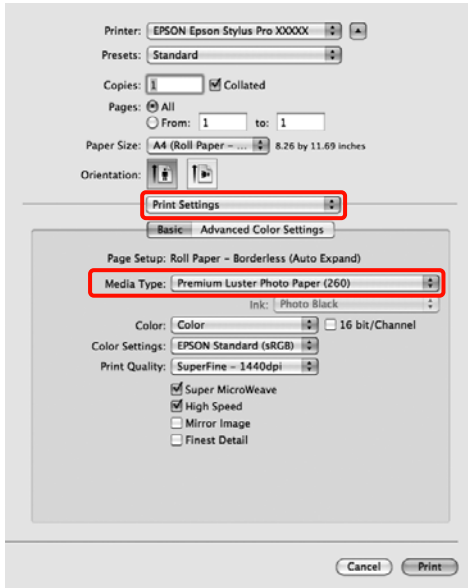 Printer: EPSON Epson Stylus Pro XXXXX
Presets: Standard
Copies: 1 Collated
Pages: All
From: 1 to: 1
Paper Size: A4 (Roll Paper – ... 8.26 by 11.69 inches
Orientation:
Print Settings
Basic Advanced Color Settings
Page Setup: Roll Paper – Borderless (Auto Expand)
Media Type: Premium Luster Photo Paper (260)
Ink: Photo Black
Color: Color 16 bit/Channel
Color Settings: EPSON Standard (sRGB)
Print Quality: SuperFine – 1440dpi
Super MicroWeave
High Speed
Mirror Image
Finest Detail
Cancel Print